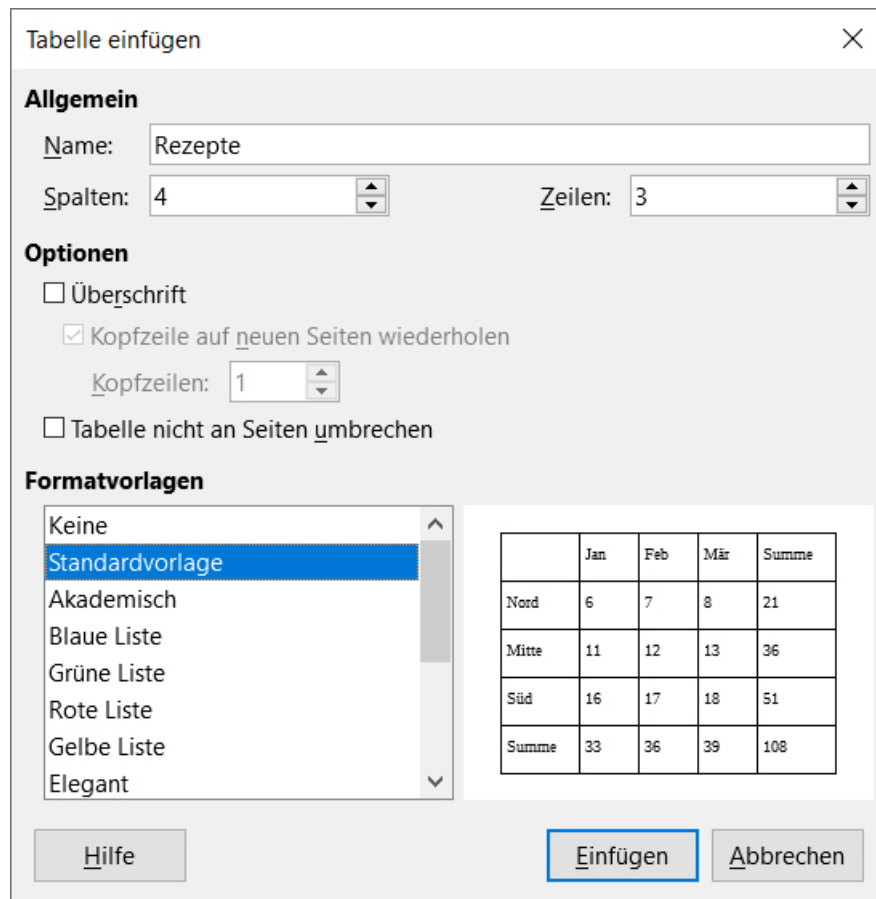 Tabelle einfügen
Allgemein
Name: Rezepte
Spalten: 4 Zeilen: 3
Optionen
Überschrift
Kopfzeile auf neuen Seiten wiederholen
Kopfzeilen: 1
Tabelle nicht an Seiten umbrechen
Formatvorlagen
Keine
Standardvorlage
Akademisch
Blaue Liste
Grüne Liste
Rote Liste
Gelbe Liste
Elegant
Jan Feb Mär Summe
Nord 6 7 8 21
Mitte 11 12 13 36
Süd 16 17 18 51
Summe 33 36 39 108
Hilfe Einfügen Abbrechen